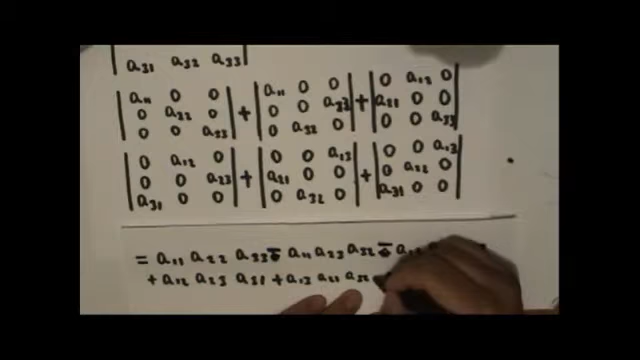 | a31 a32 a33 |
| a11 0 0 | + | a11 0 0 | + | 0 a12 0 |
| 0 a22 0 | | 0 0 a23 | | a21 0 0 |
| 0 0 a33 | | 0 a32 0 | | 0 0 a33 |
| 0 a12 0 | + | 0 0 a13 | + | 0 0 a13 |
| 0 0 a23 | | a21 0 0 | | 0 a22 0 |
| a31 0 0 | | 0 a32 0 | | a31 0 0 |
= a11 a22 a33 - a11 a23 a32 -
+ a12 a23 a31 + a13 a21 a32